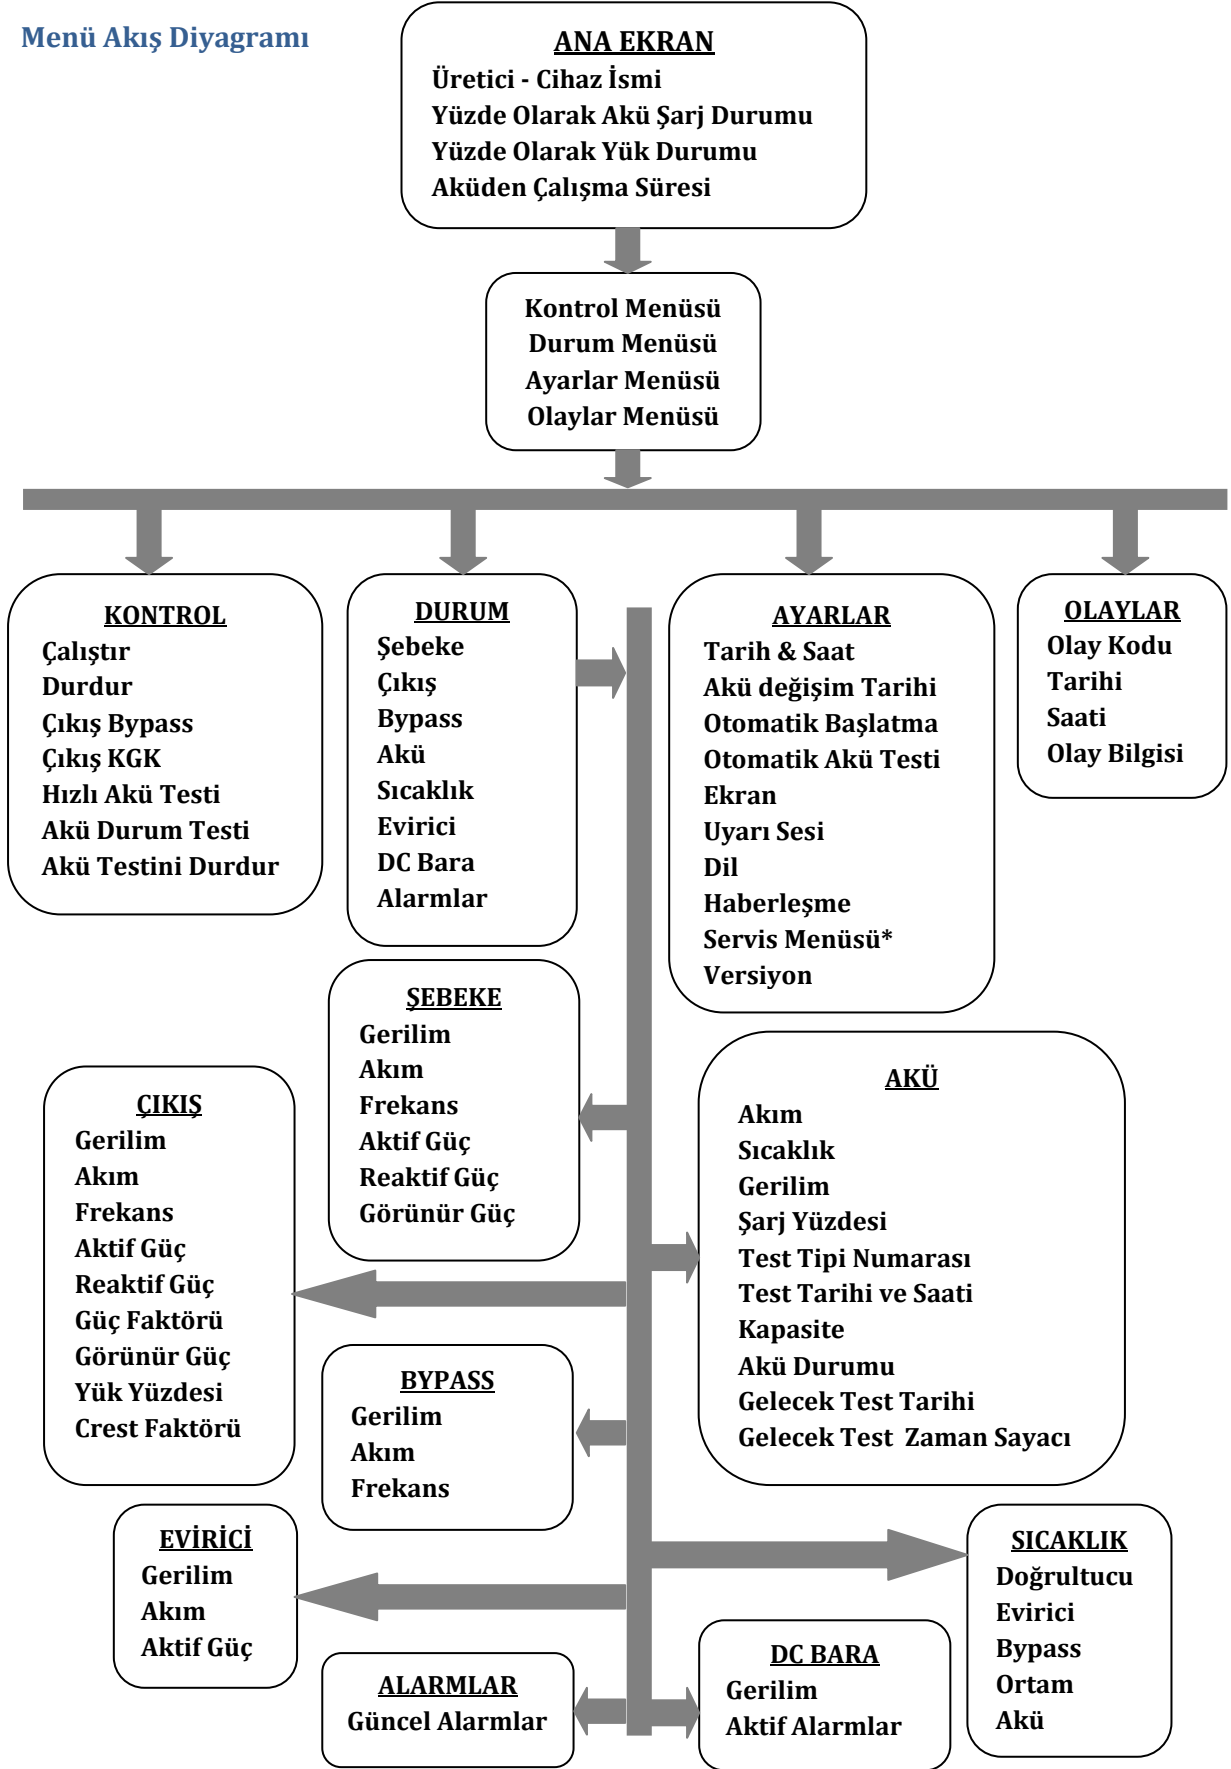 Menü Akış Diyagramı
ANA EKRAN
Üretici - Cihaz İsmi
Yüzde Olarak Akü Şarj Durumu
Yüzde Olarak Yük Durumu
Aküden Çalışma Süresi
Kontrol Menüsü
Durum Menüsü
Ayarlar Menüsü
Olaylar Menüsü
KONTROL
Çalıştır
Durdur
Çıkış Bypass
Çıkış KGK
Hızlı Akü Testi
Akü Durum Testi
Akü Testini Durdur
DURUM
Şebeke
Çıkış
Bypass
Akü
Sıcaklık
Evirici
DC Bara
Alarmlar
AYARLAR
Tarih & Saat
Akü değişim Tarihi
Otomatik Başlatma
Otomatik Akü Testi
Ekran
Uyarı Sesi
Dil
Haberleşme
Servis Menüsü*
Versiyon
OLAYLAR
Olay Kodu
Tarihi
Saati
Olay Bilgisi
ŞEBEKE
Gerilim
Akım
Frekans
Aktif Güç
Reaktif Güç
Görünür Güç
ÇIKIŞ
Gerilim
Akım
Frekans
Aktif Güç
Reaktif Güç
Güç Faktörü
Görünür Güç
Yük Yüzdesi
Crest Faktörü
AKÜ
Akım
Sıcaklık
Gerilim
Şarj Yüzdesi
Test Tipi Numarası
Test Tarihi ve Saati
Kapasite
Akü Durumu
Gelecek Test Tarihi
Gelecek Test Zaman Sayacı
BYPASS
Gerilim
Akım
Frekans
EVİRİCİ
Gerilim
Akım
Aktif Güç
SICAKLIK
Doğrultucu
Evirici
Bypass
Ortam
Akü
ALARMLAR
Güncel Alarmlar
DC BARA
Gerilim
Aktif Alarmlar